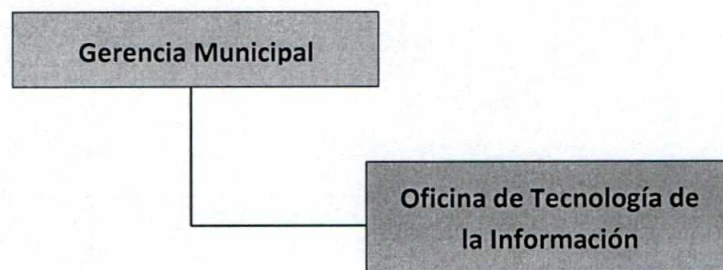 Gerencia Municipal
Oficina de Tecnología de
la Información